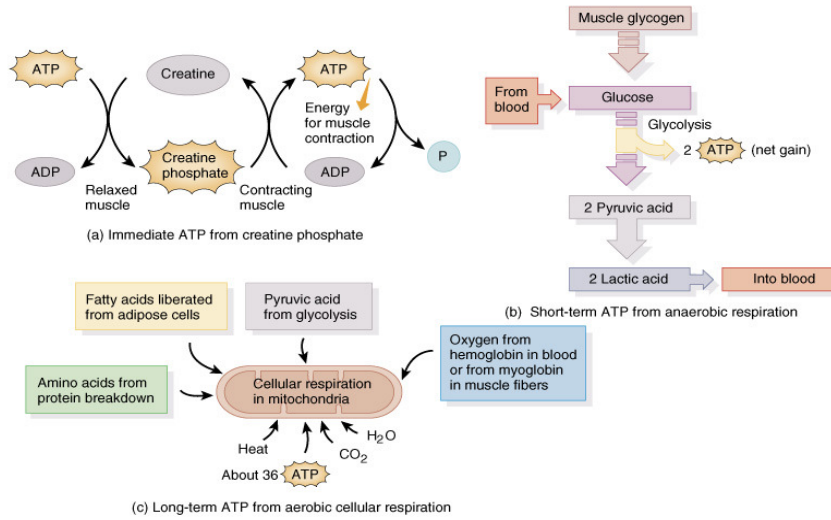 ATP
Creatine
ATP
Energy
for muscle
contraction
ADP
Creatine
phosphate
ADP
P
Relaxed
muscle
Contracting
muscle
(a) Immediate ATP from creatine phosphate
Muscle glycogen
From
blood
Glucose
Glycolysis
2 ATP (net gain)
2 Pyruvic acid
2 Lactic acid
Into blood
(b) Short-term ATP from anaerobic respiration
Fatty acids liberated
from adipose cells
Pyruvic acid
from glycolysis
Oxygen from
hemoglobin in blood
or from myoglobin
in muscle fibers
Amino acids from
protein breakdown
Cellular respiration
in mitochondria
Heat
About 36 ATP
CO2
H2O
(c) Long-term ATP from aerobic cellular respiration